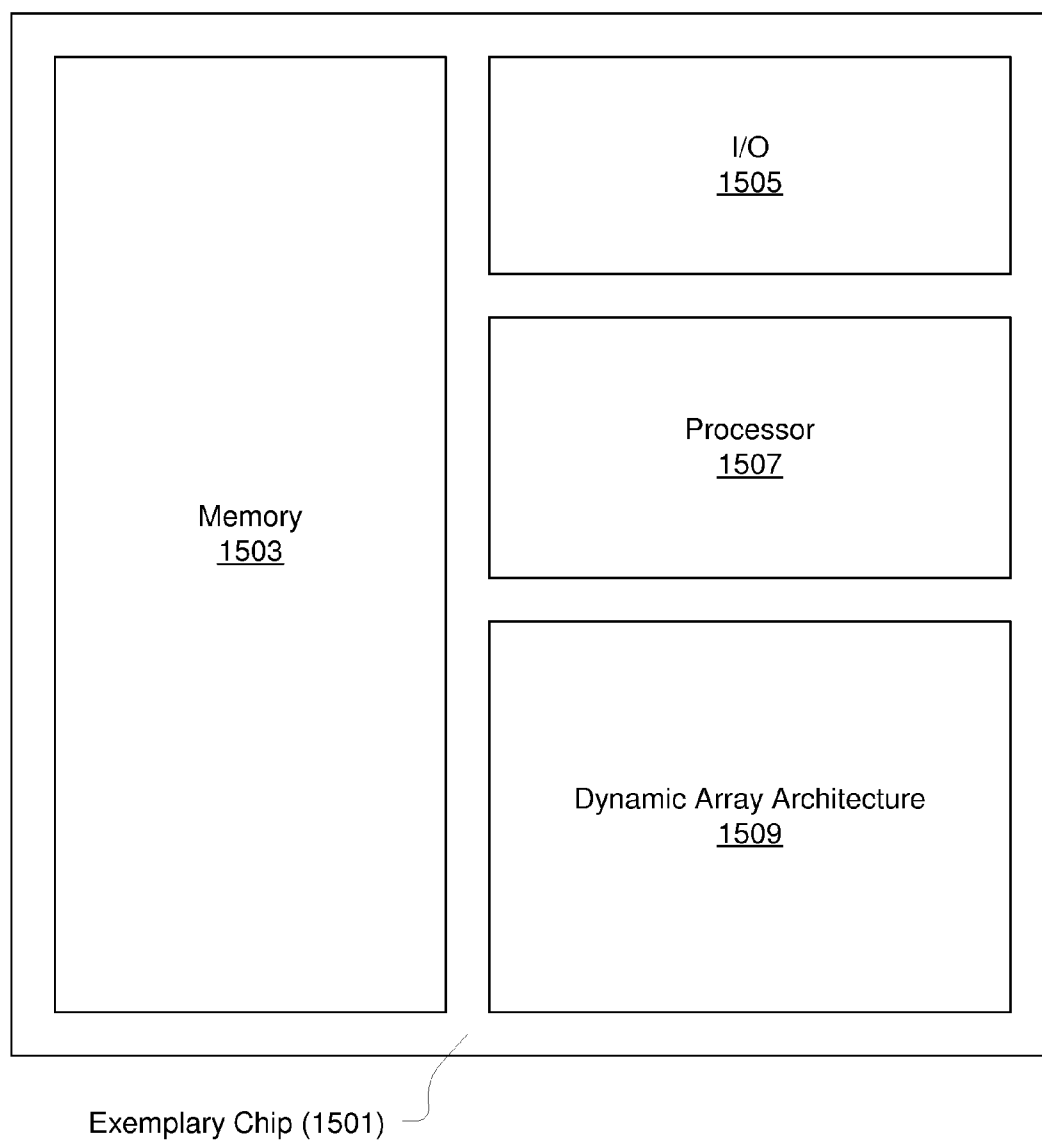 I/O
1505
Processor
1507
Memory
1503
Dynamic Array Architecture
1509
Exemplary Chip (1501)